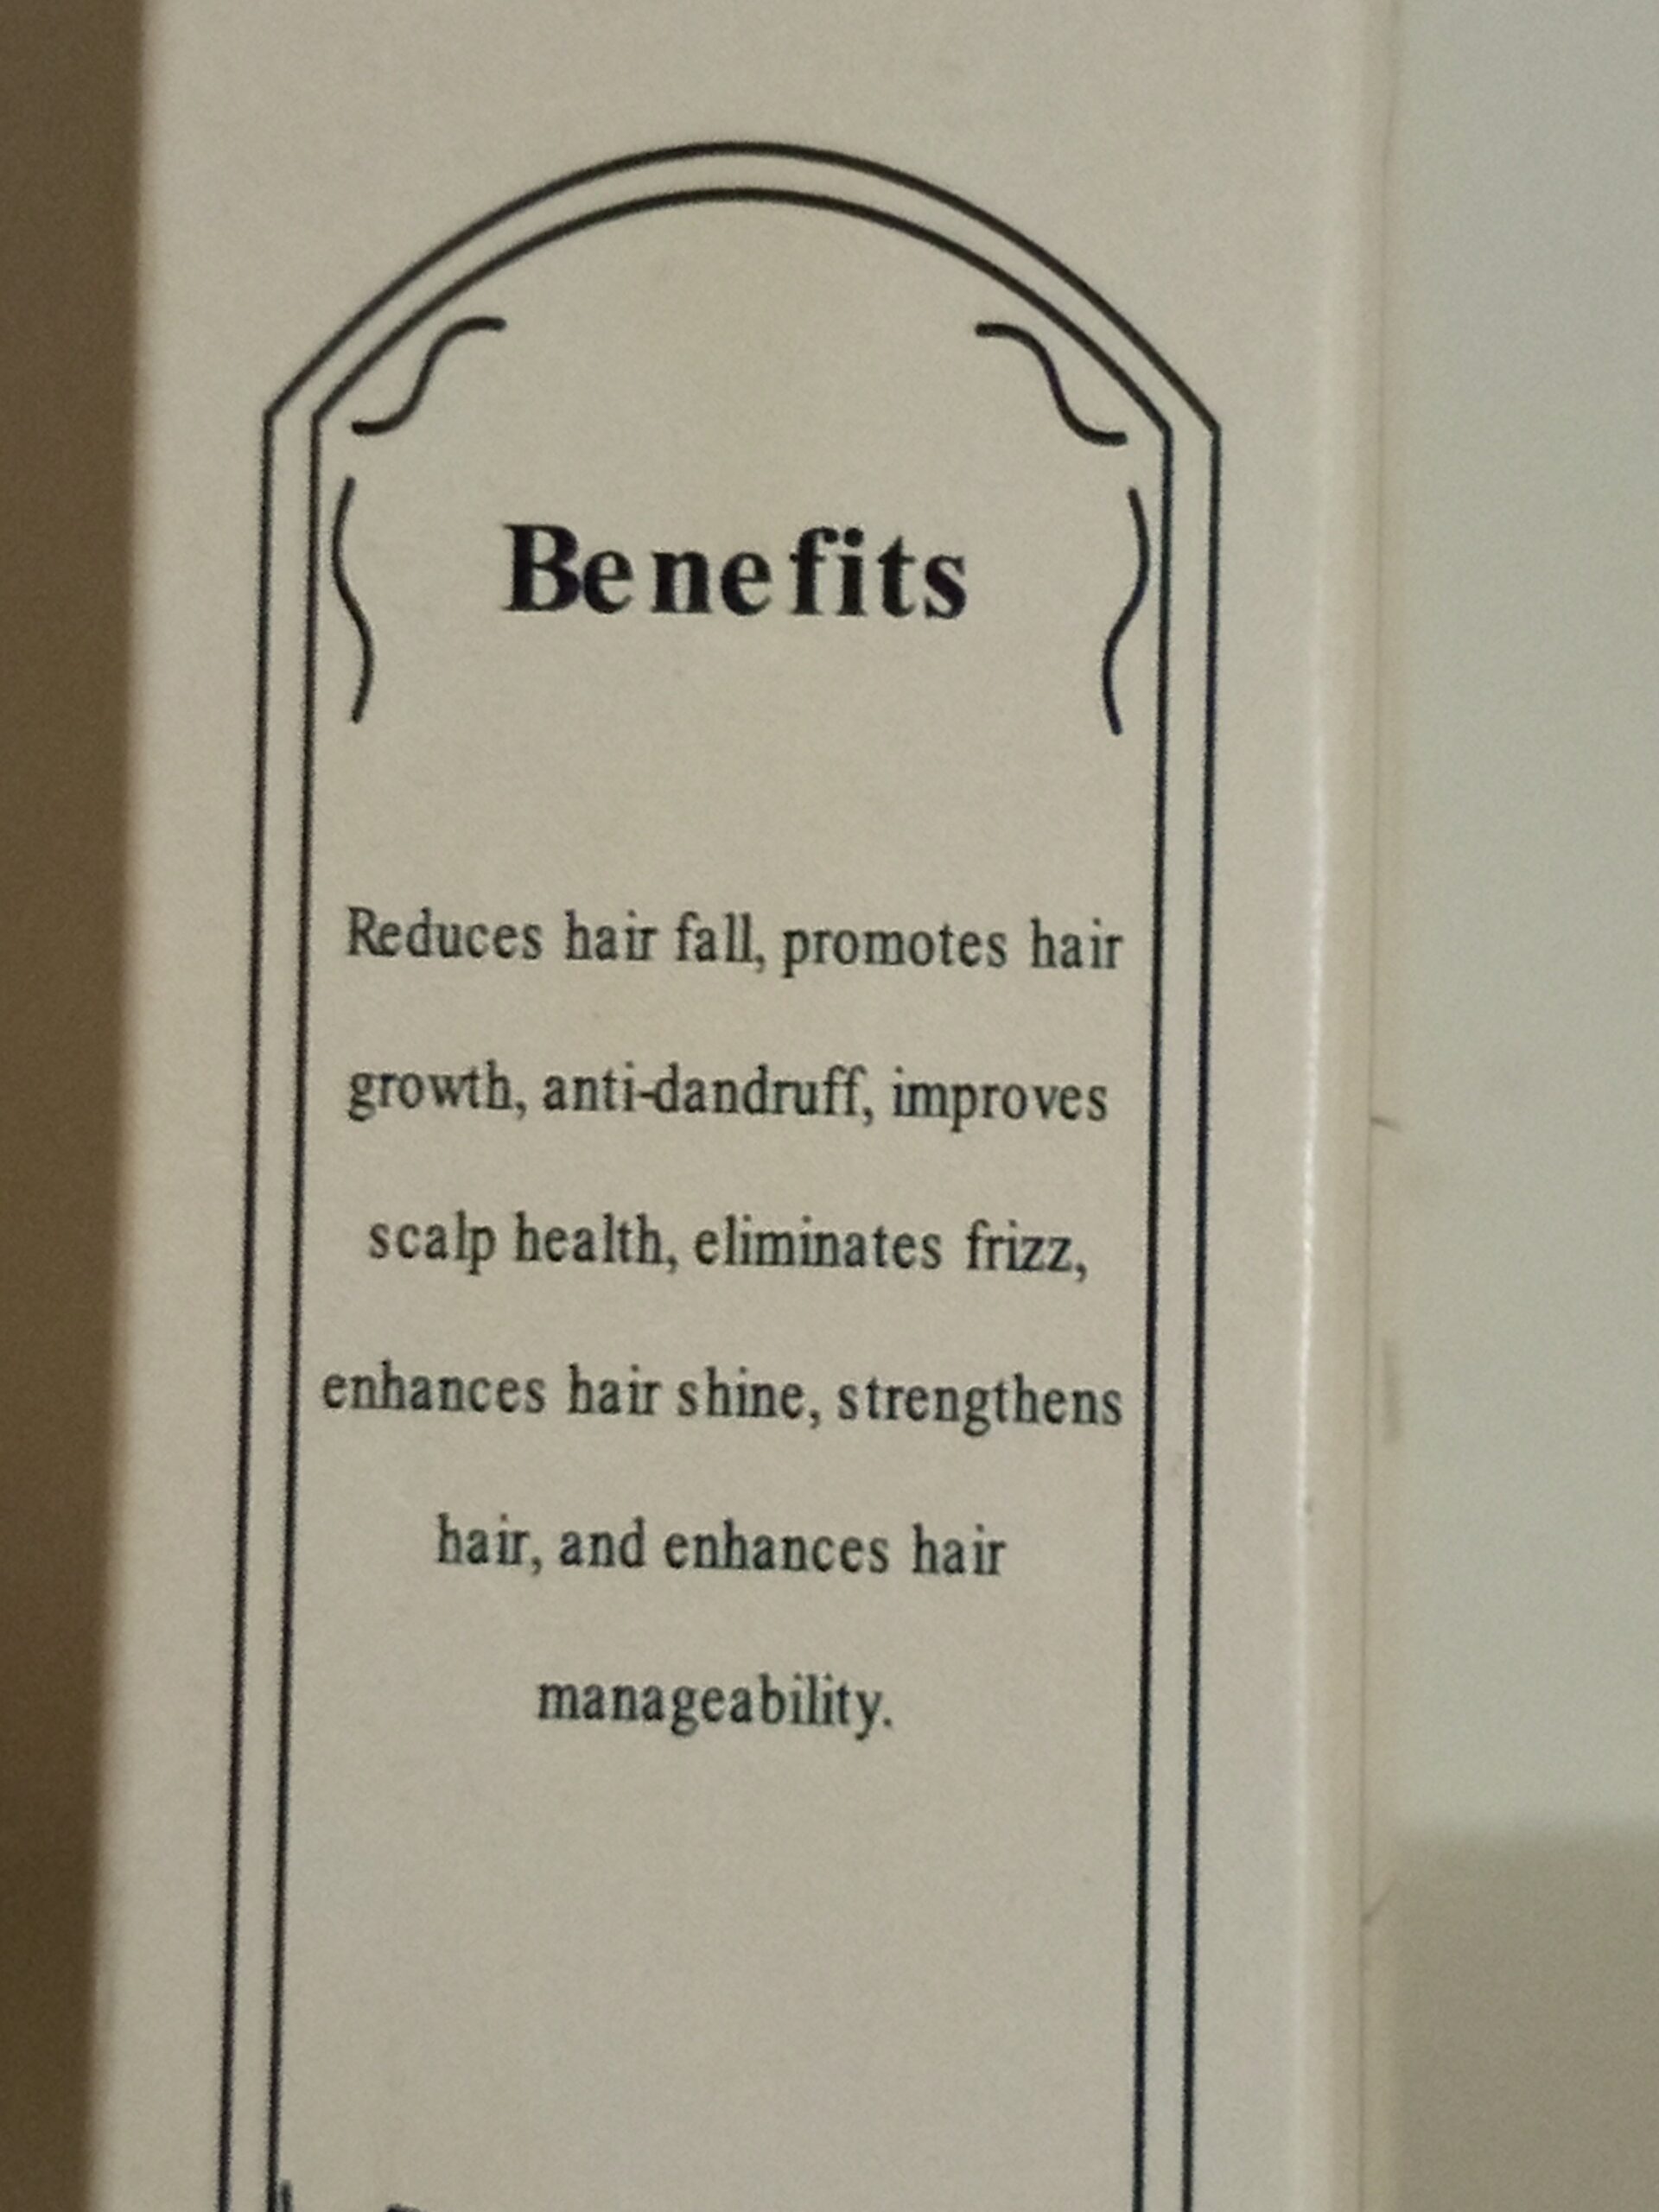 Benefits
Reduces hair fall, promotes hair
growth, anti-dandruff, improves
scalp health, eliminates frizz,
enhances hair shine, strengthens
hair, and enhances hair
manageability.